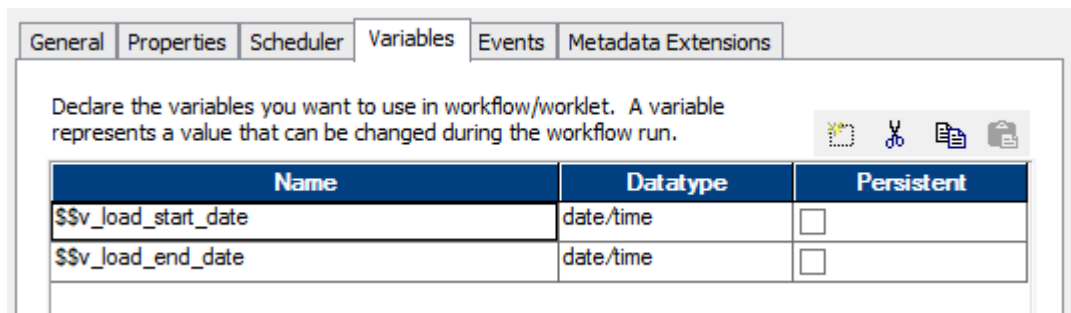 General Properties Scheduler Variables Events Metadata Extensions
Declare the variables you want to use in workflow/worklet. A variable
represents a value that can be changed during the workflow run.
Name Datatype Persistent
$$v_load_start_date date/time
$$v_load_end_date date/time